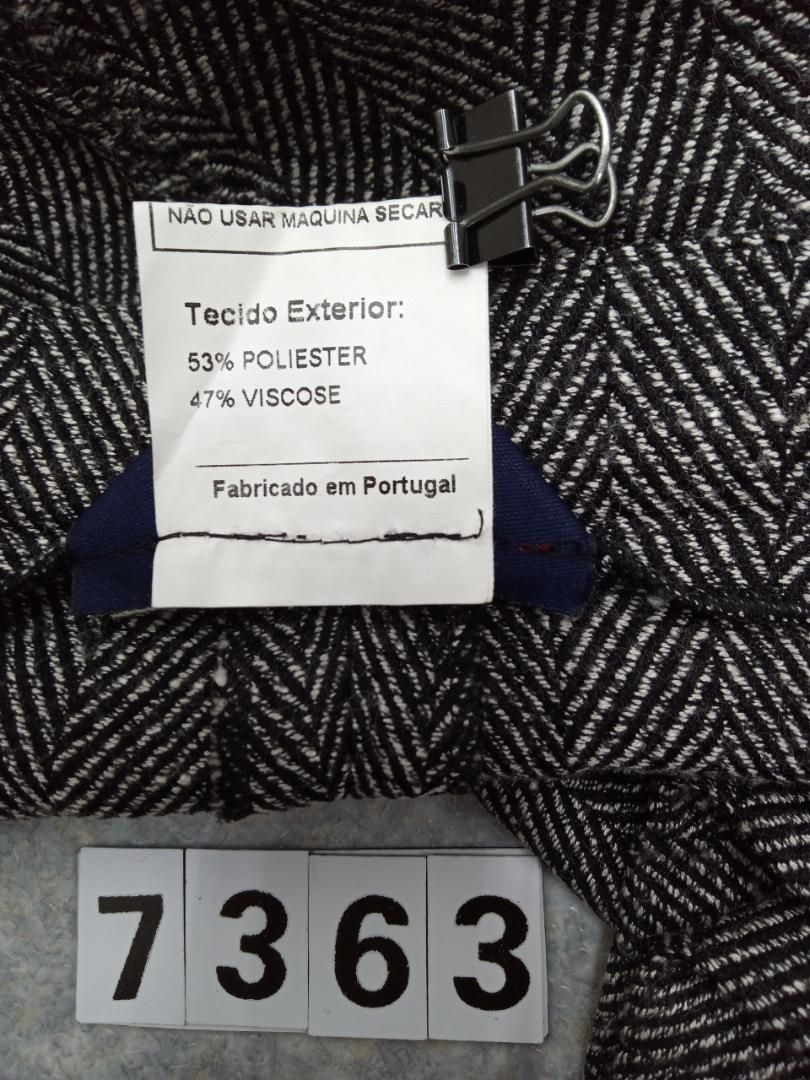 NÃO USAR MAQUINA SECAR
Tecido Exterior:
53% POLIESTER
47% VISCOSE
Fabricado em Portugal
7363